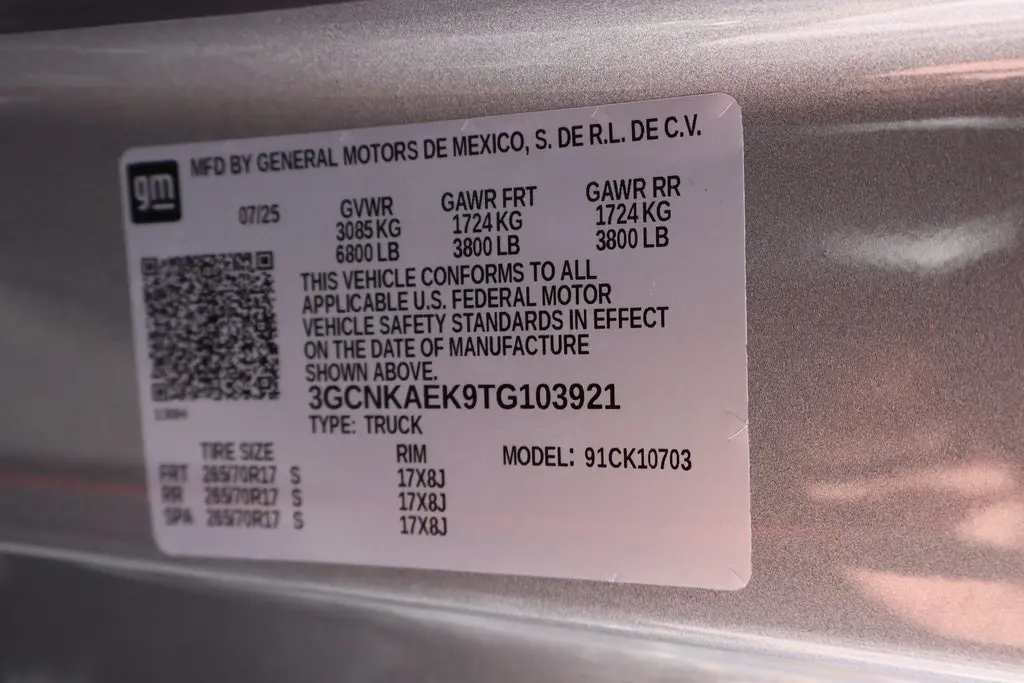 gm
MFD BY GENERAL MOTORS DE MEXICO, S. DE R.L. DE C.V.
07/25
GVWR GAWR FRT GAWR RR
3085 KG 1724 KG 1724 KG
6800 LB 3800 LB 3800 LB
THIS VEHICLE CONFORMS TO ALL
APPLICABLE U.S. FEDERAL MOTOR
VEHICLE SAFETY STANDARDS IN EFFECT
ON THE DATE OF MANUFACTURE
SHOWN ABOVE.
3GCNKAEK9TG103921
TYPE: TRUCK
MODEL: 91CK10703
TIRE SIZE RIM
FRT 265/70R17 S 17X8J
RR 265/70R17 S 17X8J
SPA 265/70R17 S 17X8J